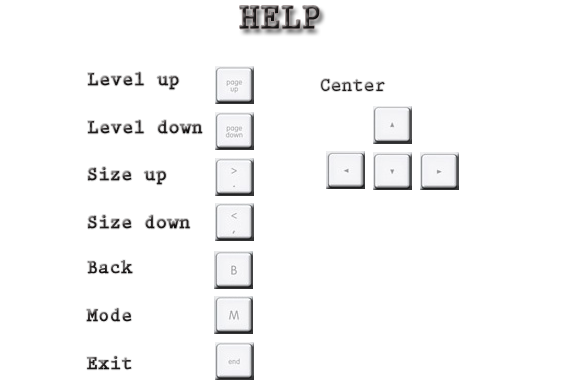 HELP
Level up page up
Level down page down
Size up > .
Size down < ,
Back B
Mode M
Exit end
Center
▲
◄ ▼ ►